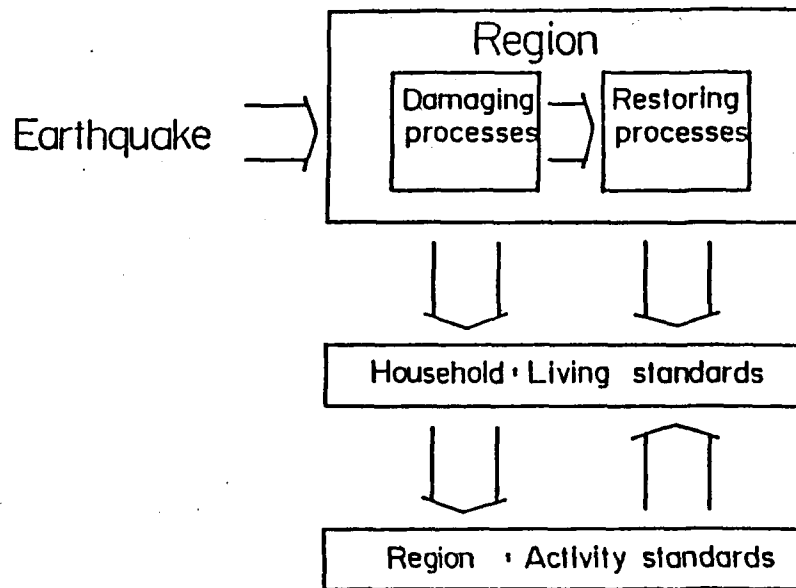 Region
Earthquake
Damaging
processes
Restoring
processes
Household : Living standards
Region : Activity standards